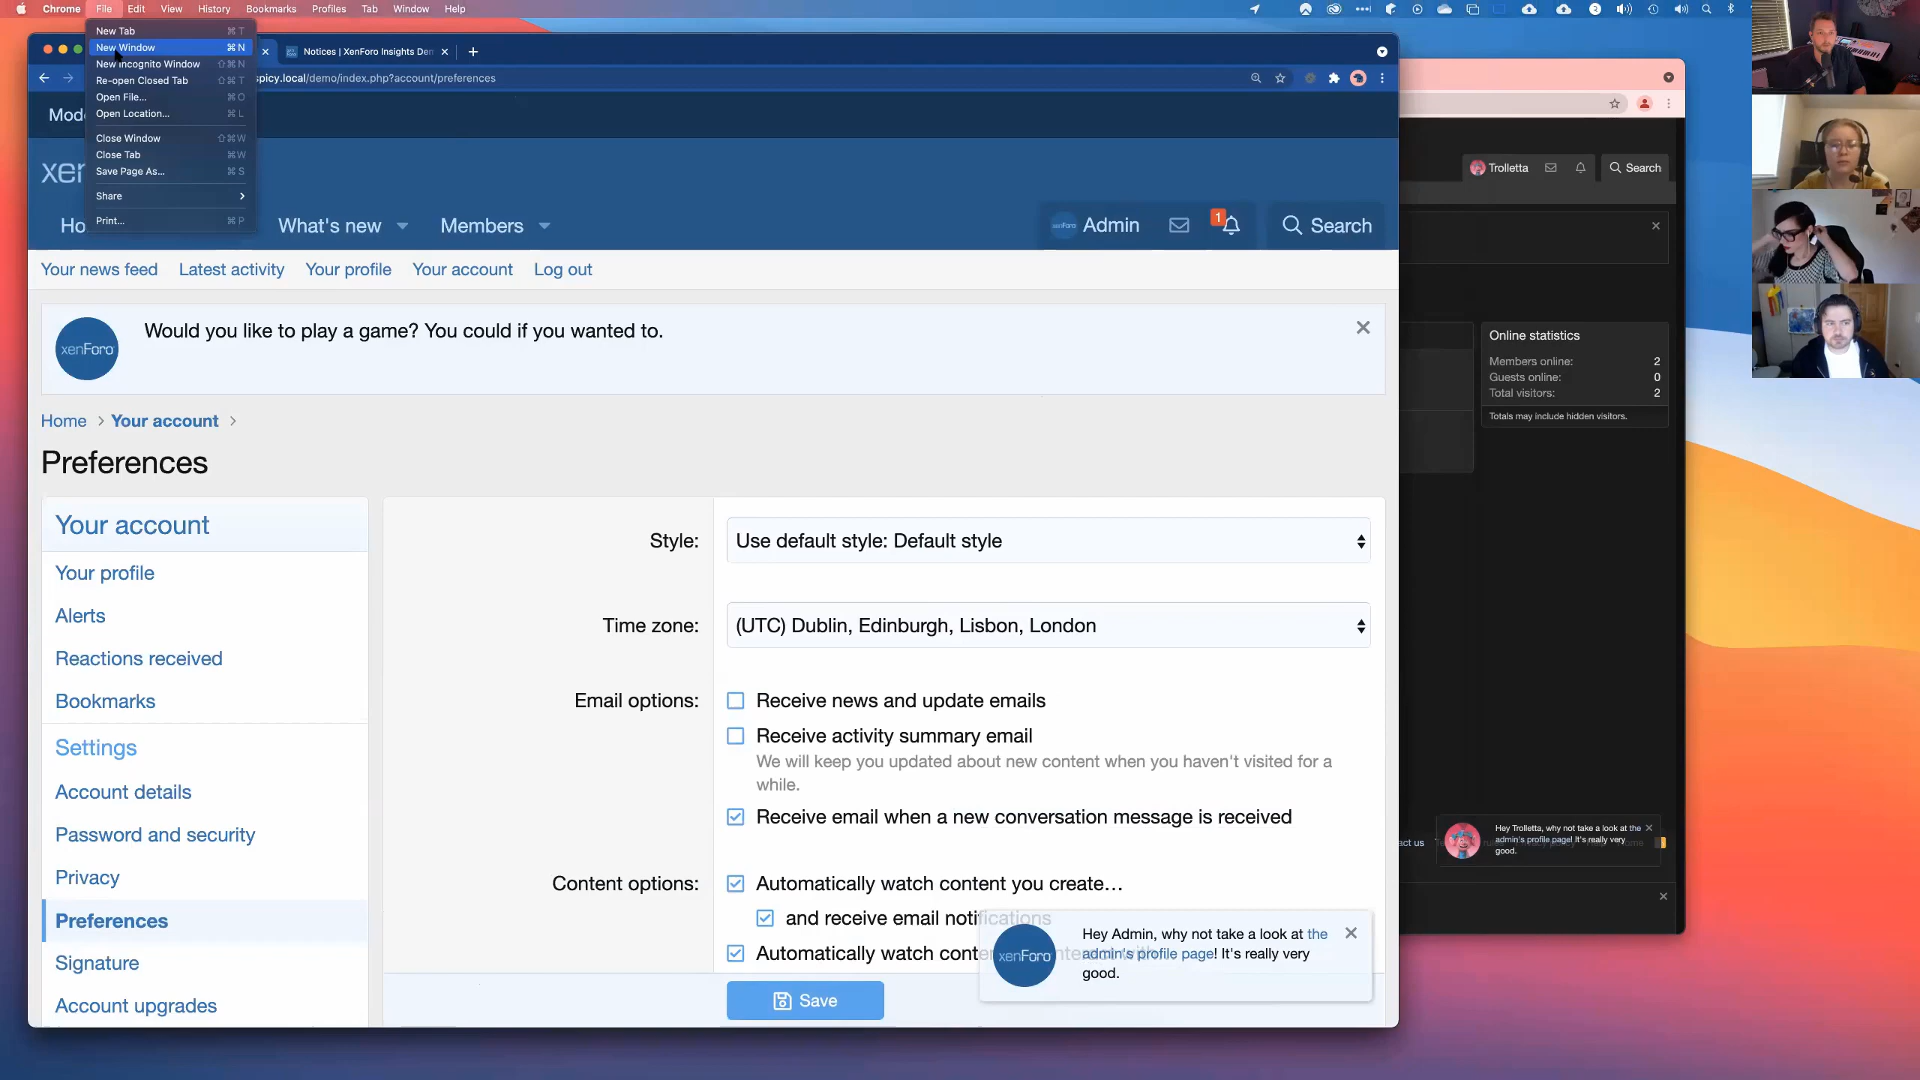 Chrome File Edit View History Bookmarks Profiles Tab Window Help
New Tab ⌘ T
New Window ⌘ N
New Incognito Window ⇧⌘ N
Re-open Closed Tab ⇧⌘ T
Open File... ⌘ O
Open Location... ⌘ L
Close Window ⇧⌘ W
Close Tab ⌘ W
Save Page As... ⌘ S
Share
Print... ⌘ P
Notices | XenForo Insights Den
spicy.local/demo/index.php?account/preferences
Mod
xen
Ho What's new Members
Admin 1 Search
Your news feed Latest activity Your profile Your account Log out
xenForo
Would you like to play a game? You could if you wanted to.
Home > Your account >
Preferences
Your account
Your profile
Alerts
Reactions received
Bookmarks
Settings
Account details
Password and security
Privacy
Preferences
Signature
Account upgrades
Style: Use default style: Default style
Time zone: (UTC) Dublin, Edinburgh, Lisbon, London
Email options: Receive news and update emails
Receive activity summary email
We will keep you updated about new content when you haven't visited for a
while.
Receive email when a new conversation message is received
Content options: Automatically watch content you create…
and receive email notifications
Automatically watch conte
Save
xenForo
Hey Admin, why not take a look at the
admin's profile page! It's really very
good.
Trolletta Search
Online statistics
Members online: 2
Guests online: 0
Total visitors: 2
Totals may include hidden visitors.
act us
Hey Trolletta, why not take a look at the
admin's profile page! It's really very
good.